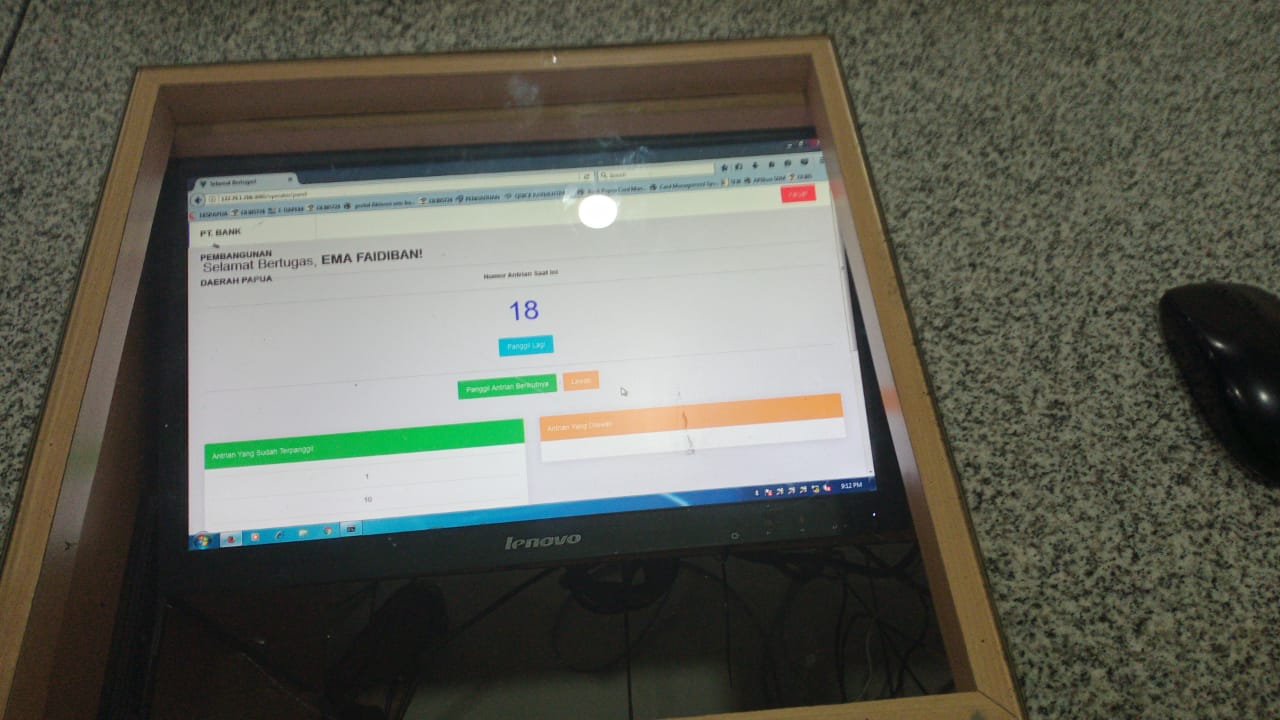 Selamat Bertugas!
Search
PT. BANK
PEMBANGUNAN
Selamat Bertugas, EMA FAIDIBAN!
DAERAH PAPUA
Nomor Antrian Saat Ini
18
Panggil Lagi
Panggil Antrian Berikutnya
Lewati
Antrian Yang Sudah Terpanggil
Antrian Yang Dilewati
1
10
9:12 PM
lenovo